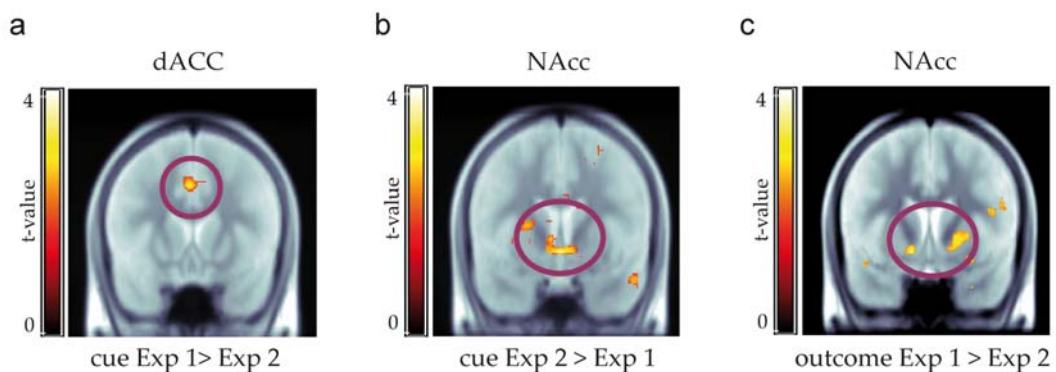 a
dACC
4
t-value
0
cue Exp 1> Exp 2
b
NAcc
4
t-value
0
cue Exp 2 > Exp 1
c
NAcc
4
t-value
0
outcome Exp 1 > Exp 2